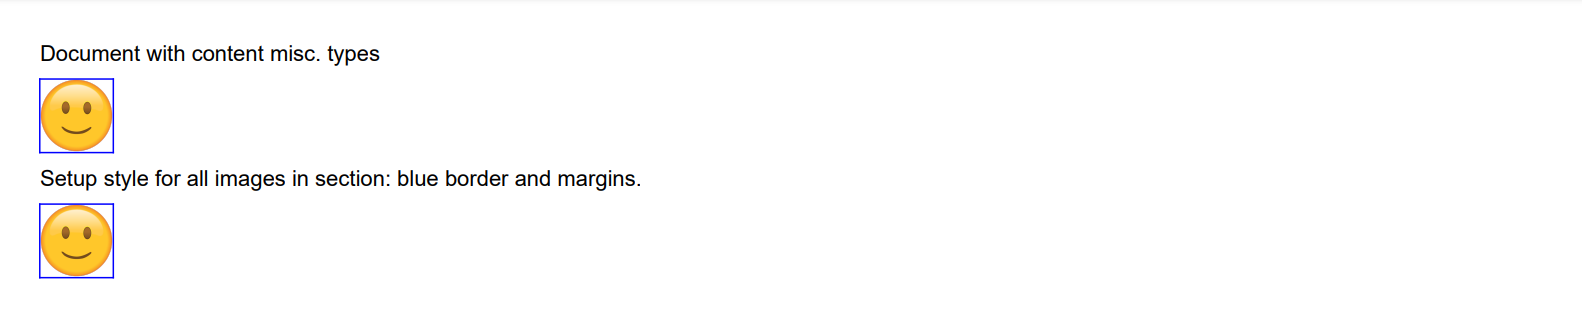 Document with content misc. types
Setup style for all images in section: blue border and margins.